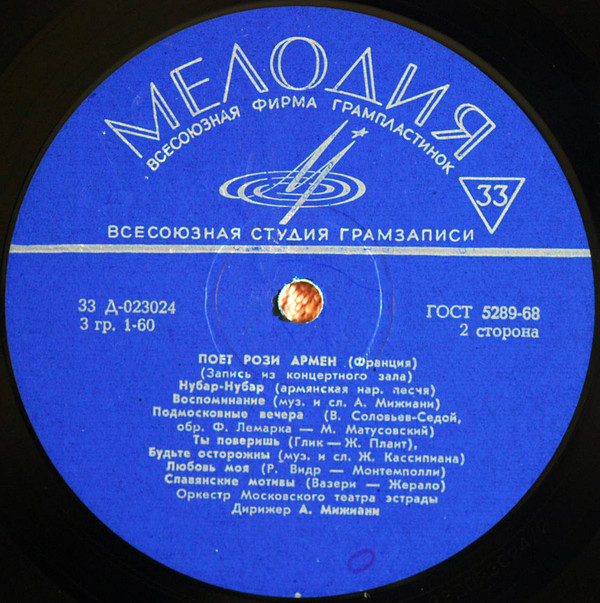 МЕЛОДИЯ
ВСЕСОЮЗНАЯ ФИРМА ГРАМПЛАСТИНОК
33
ВСЕСОЮЗНАЯ СТУДИЯ ГРАМЗАПИСИ
33 Д-023024
3 гр. 1-60
ГОСТ 5289-68
2 сторона
ПОЕТ РОЗИ АРМЕН (Франция)
(Запись из концертного зала)
Нубар-Нубар (армянская нар. песня)
Воспоминание (муз. и сл. А. Мижиани)
Подмосковные вечера (В. Соловьев-Седой,
обр. Ф. Лемарка — М. Матусовский)
Ты поверишь (Глик — Ж. Плант),
Будьте осторожны (муз. и сл. Ж. Кассипиана)
Любовь моя (Р. Видр — Монтемполли)
Славянские мотивы (Вазери — Жерало)
Оркестр Московского театра эстрады
Дирижер А. Мижиани